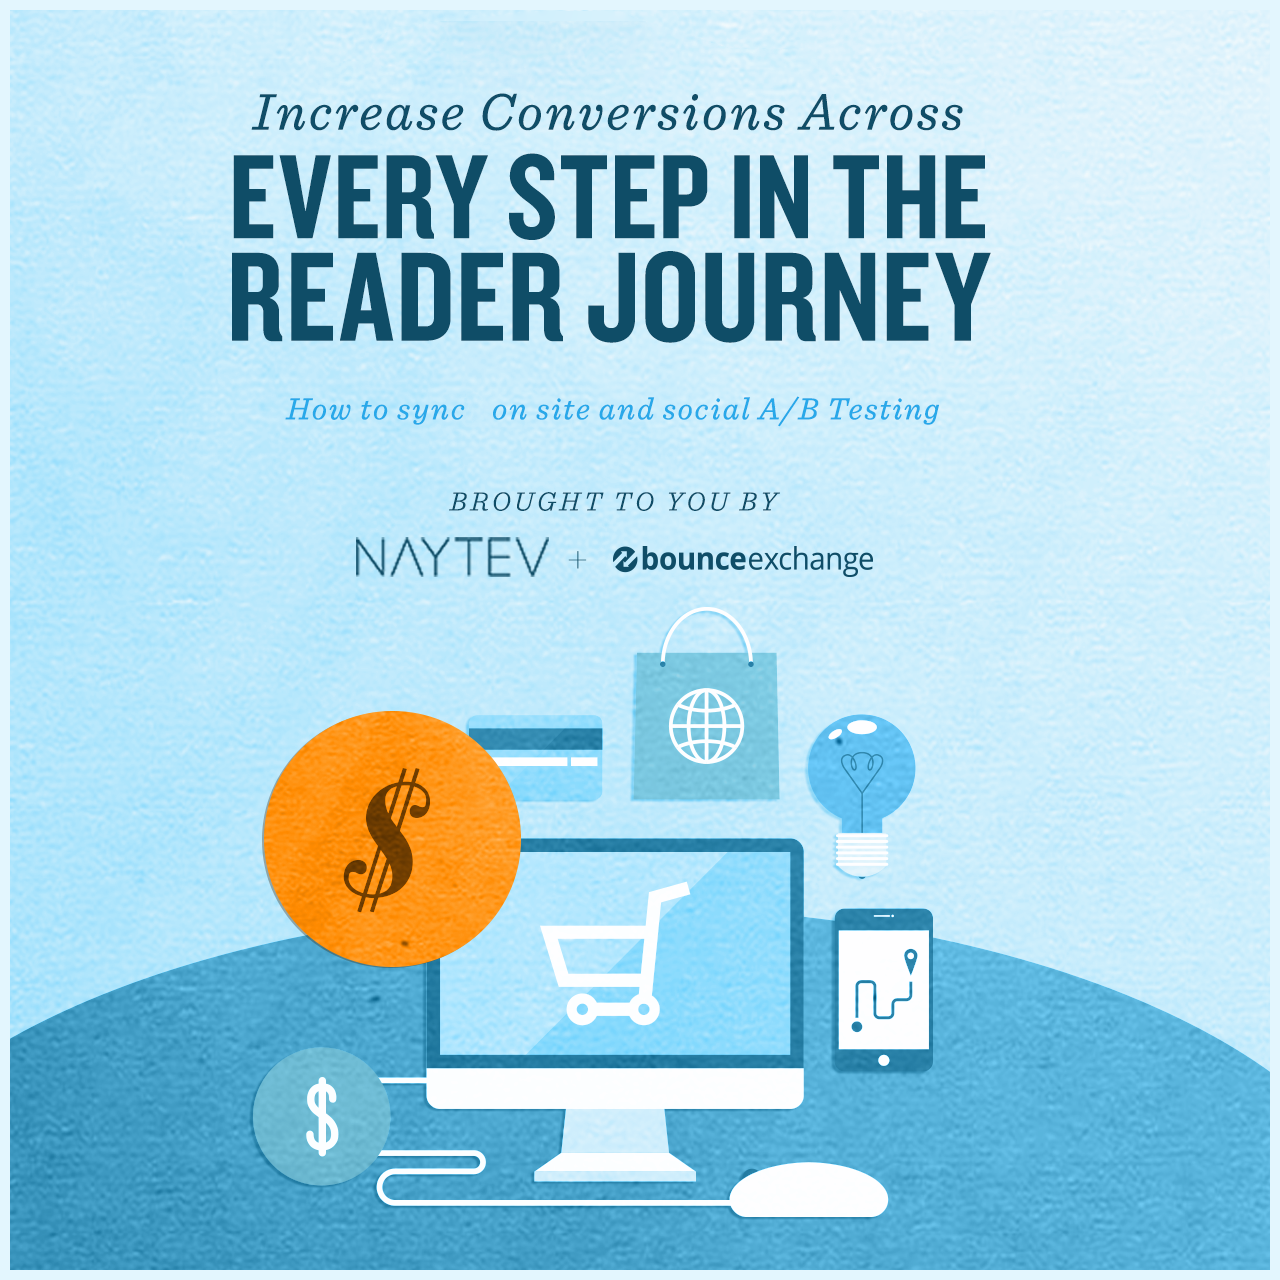 Increase Conversions Across
EVERY STEP IN THE
READER JOURNEY
How to sync on site and social A/B Testing
BROUGHT TO YOU BY
NAYTEV + bounceexchange
$
$